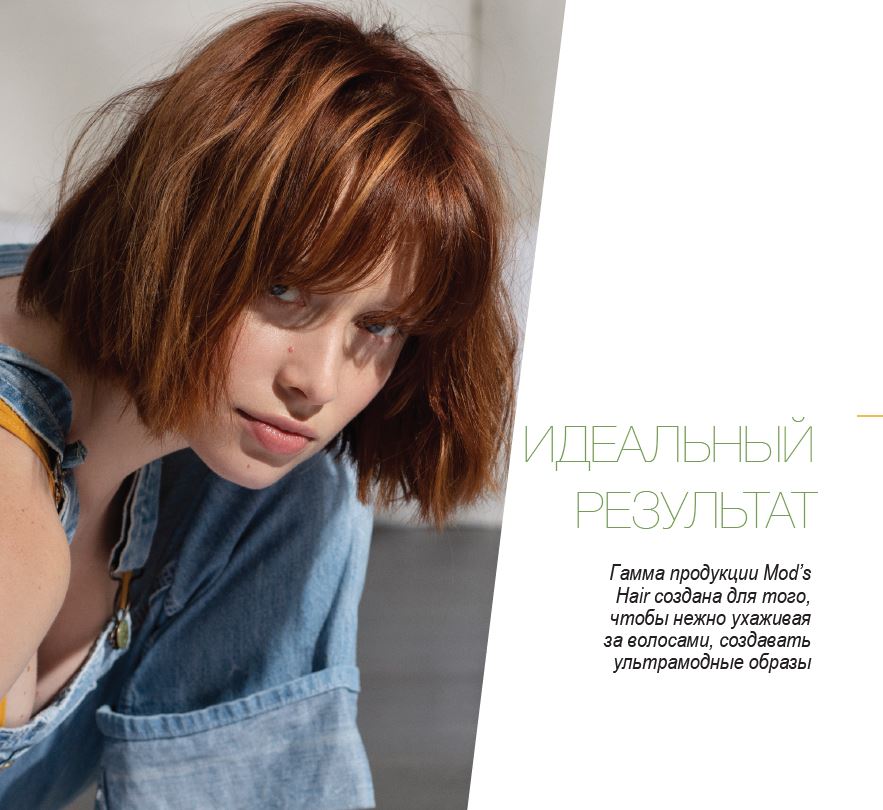 ИДЕАЛЬНЫЙ
РЕЗУЛЬТАТ
Гамма продукции Mod’s
Hair создана для того,
чтобы нежно ухаживая
за волосами, создавать
ультрамодные образы